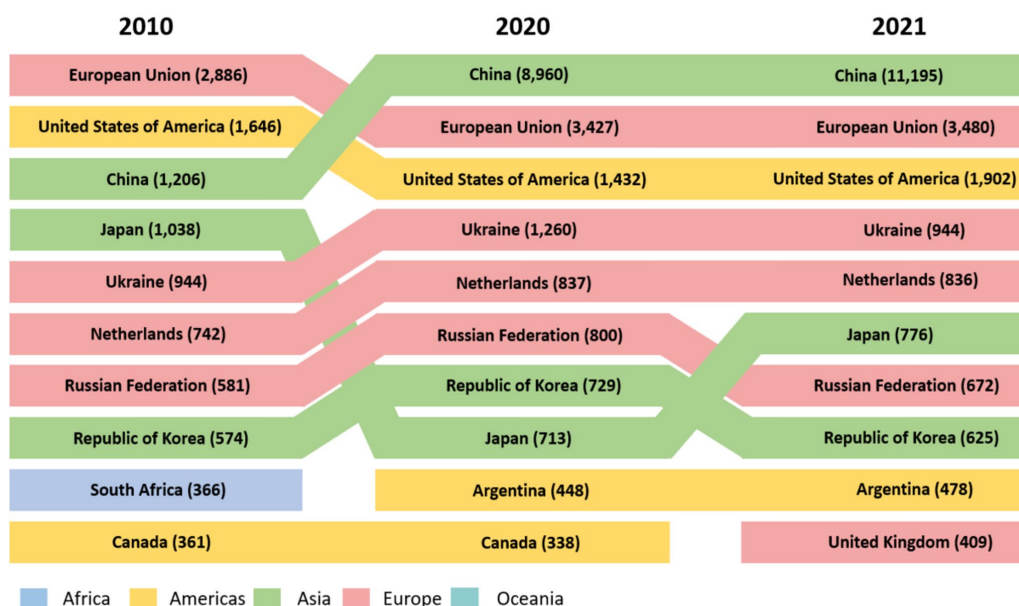 2010 2020 2021
European Union (2,886) China (8,960) China (11,195)
United States of America (1,646) European Union (3,427) European Union (3,480)
China (1,206) United States of America (1,432) United States of America (1,902)
Japan (1,038) Ukraine (1,260) Ukraine (944)
Ukraine (944) Netherlands (837) Netherlands (836)
Netherlands (742) Russian Federation (800) Japan (776)
Russian Federation (581) Republic of Korea (729) Russian Federation (672)
Republic of Korea (574) Japan (713) Republic of Korea (625)
South Africa (366) Argentina (448) Argentina (478)
Canada (361) Canada (338) United Kingdom (409)
Africa Americas Asia Europe Oceania